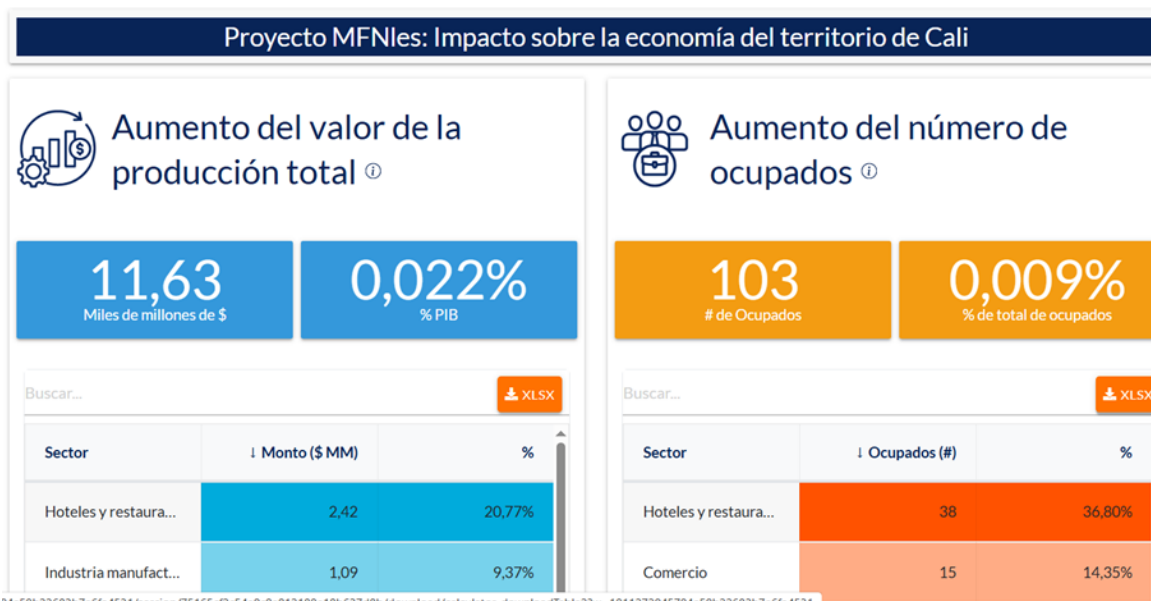 Proyecto MFNIes: Impacto sobre la economía del territorio de Cali
Aumento del valor de la
producción total
11,63
Miles de millones de $
0,022%
% PIB
Buscar...
XLSX
Sector ↓ Monto ($ MM) %
Hoteles y restaura... 2,42 20,77%
Industria manufact... 1,09 9,37%
Aumento del número de
ocupados
103
# de Ocupados
0,009%
% de total de ocupados
Buscar...
XLSX
Sector ↓ Ocupados (#) %
Hoteles y restaura... 38 36,80%
Comercio 15 14,35%